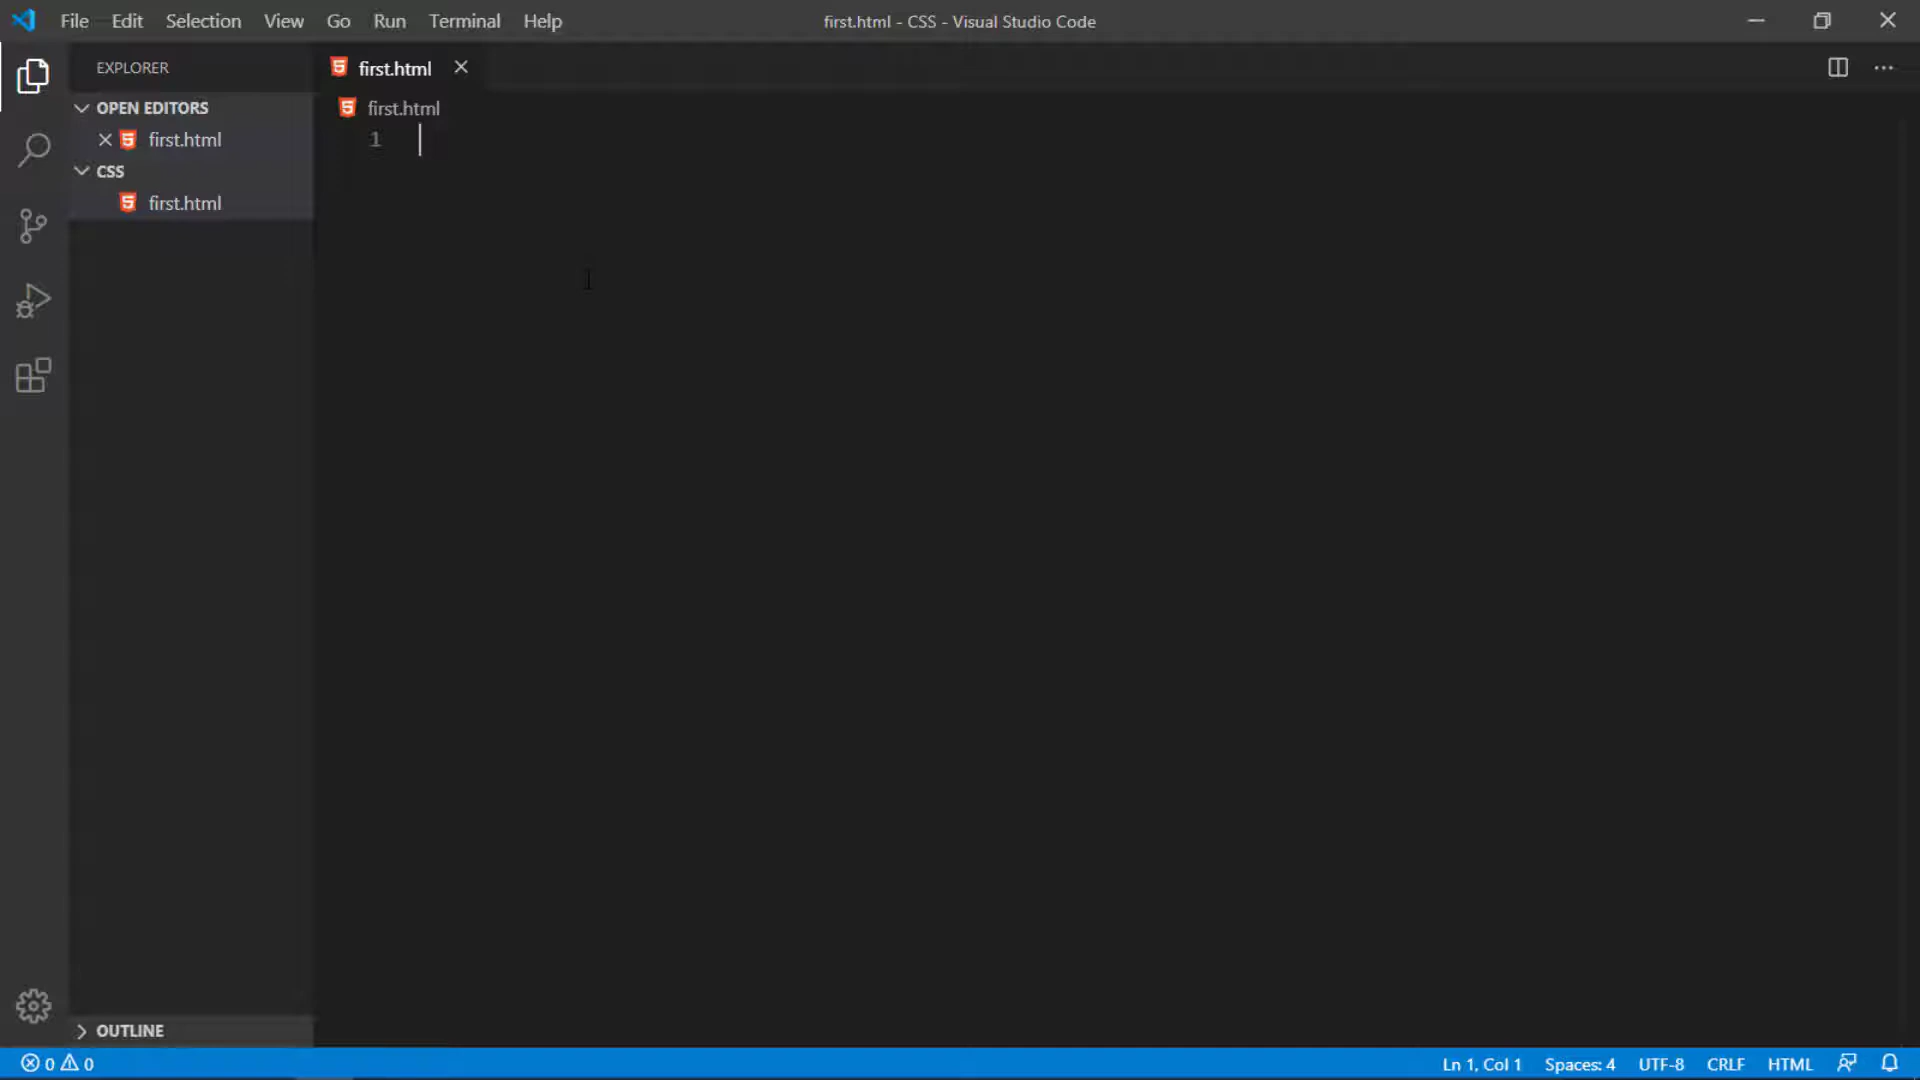 File Edit Selection View Go Run Terminal Help
first.html - CSS - Visual Studio Code
EXPLORER
OPEN EDITORS
first.html
CSS
first.html
OUTLINE
first.html
first.html
1
0 0
Ln 1, Col 1 Spaces: 4 UTF-8 CRLF HTML